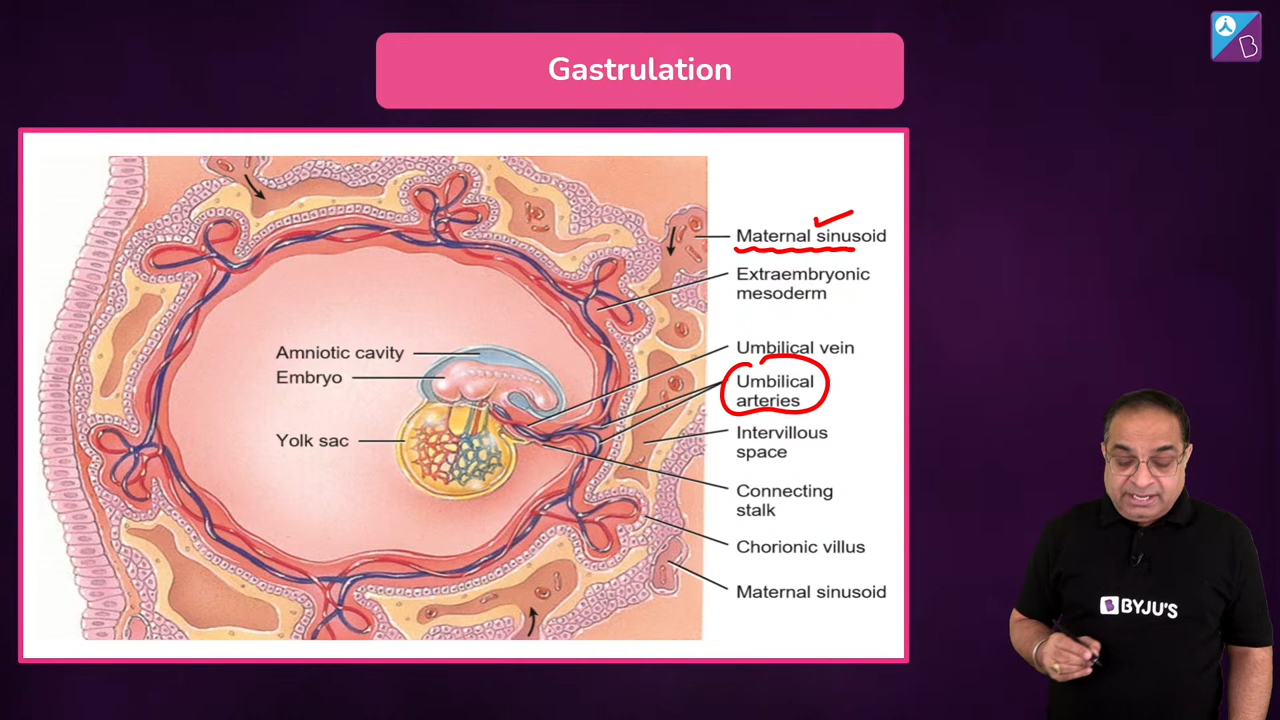 Gastrulation
Maternal sinusoid
Extraembryonic
mesoderm
Amniotic cavity
Umbilical vein
Embryo
Umbilical
arteries
Yolk sac
Intervillous
space
Connecting
stalk
Chorionic villus
Maternal sinusoid
B BYJU'S
B